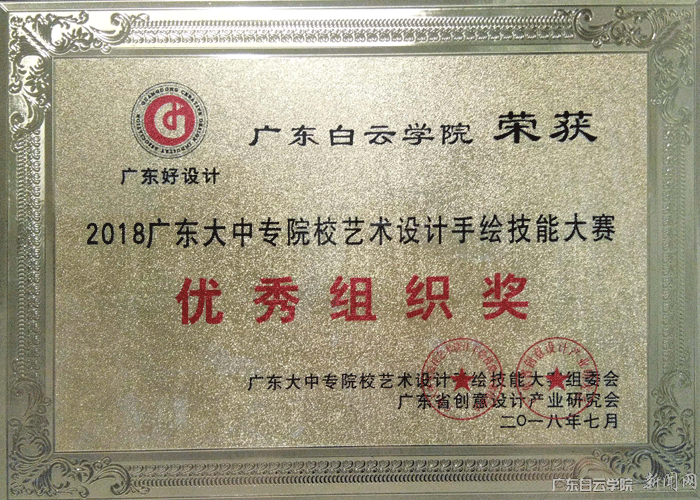 广东白云学院 荣获
广东好设计
2018广东大中专院校艺术设计手绘技能大赛
优秀组织奖
广东大中专院校艺术设计手绘技能大赛组委会
广东省创意设计产业研究会
二〇一八年七月
广东白云学院 新闻网